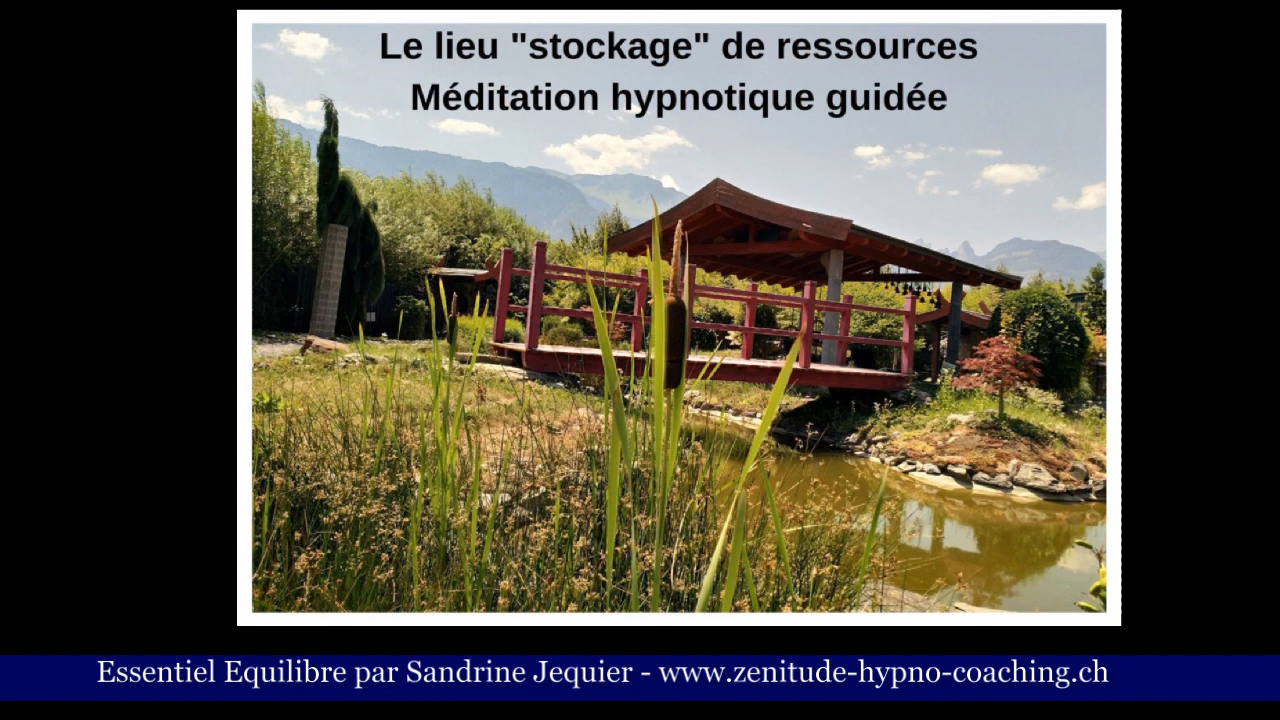 Le lieu "stockage" de ressources
Méditation hypnotique guidée
Essentiel Equilibre par Sandrine Jequier - www.zenitude-hypno-coaching.ch